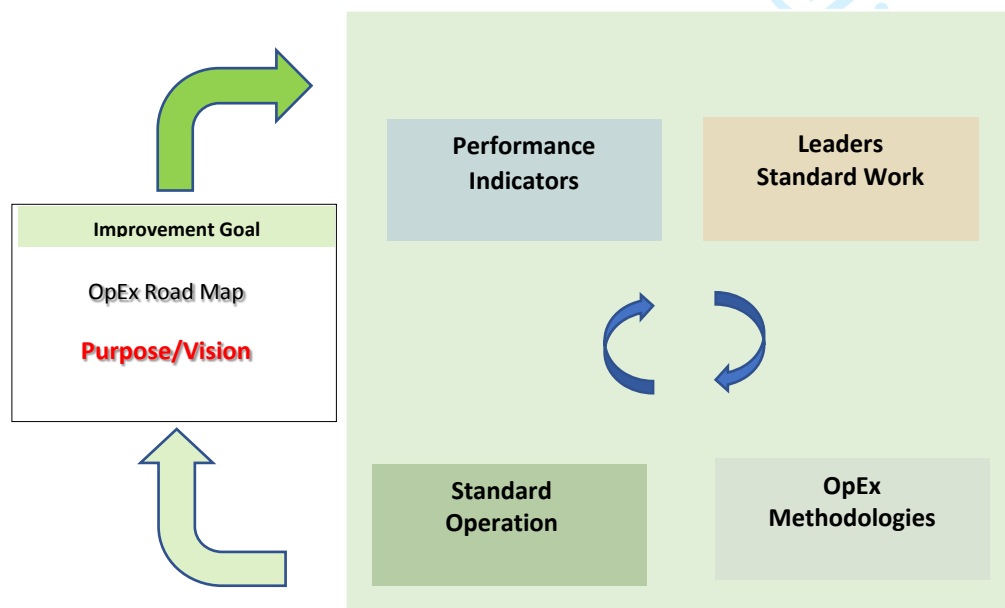 Improvement Goal
OpEx Road Map
Purpose/Vision
Performance
Indicators
Leaders
Standard Work
Standard
Operation
OpEx
Methodologies